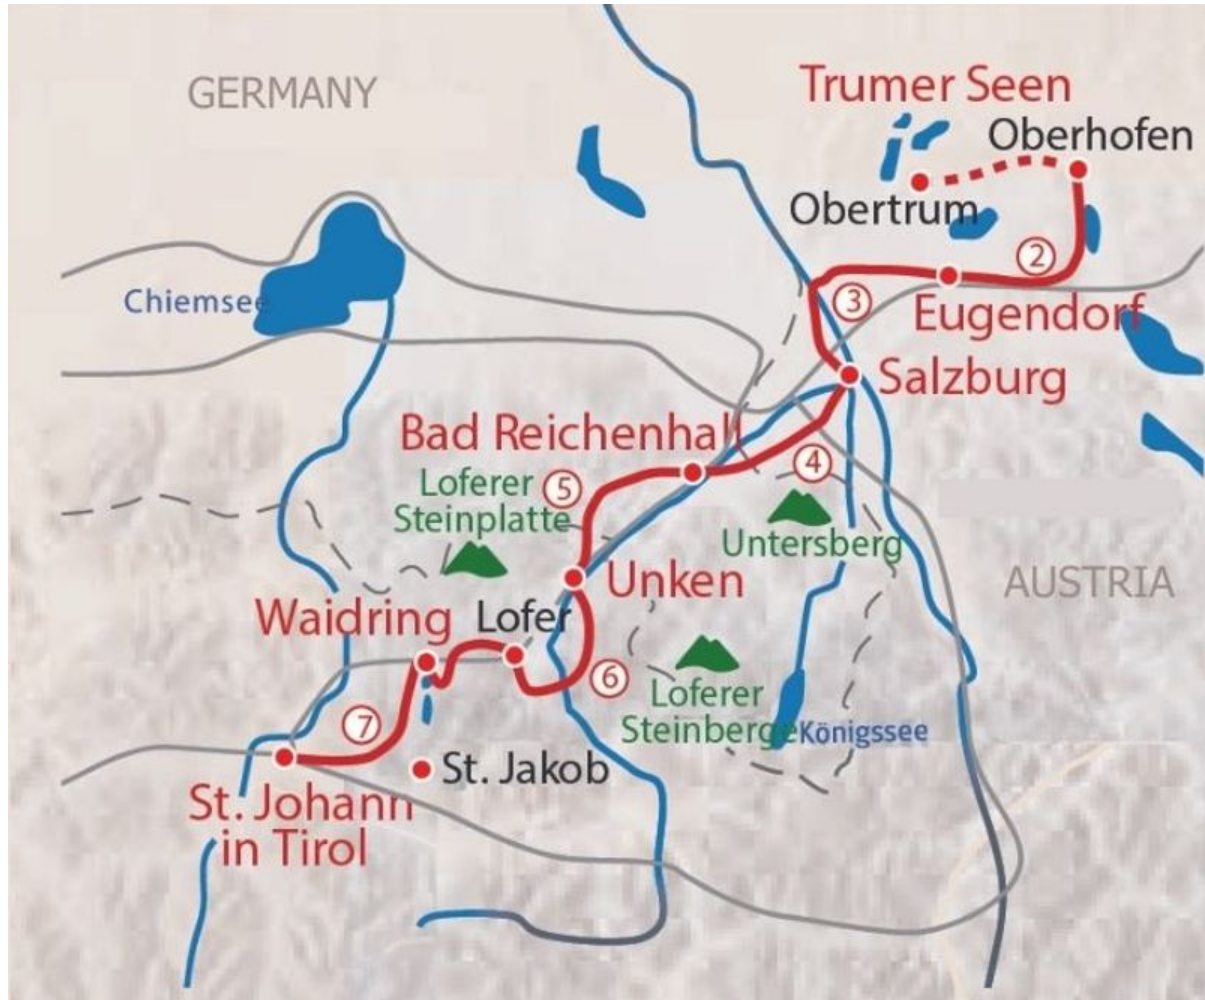 GERMANY
Trumer Seen
Oberhofen
Obertrum
②
Chiemsee
③
Eugendorf
Salzburg
Bad Reichenhall
④
Loferer
Steinplatte
⑤
Untersberg
Unken
AUSTRIA
Waidring
Lofer
⑥
Loferer
Steinberge
Königssee
⑦
St. Jakob
St. Johann
in Tirol